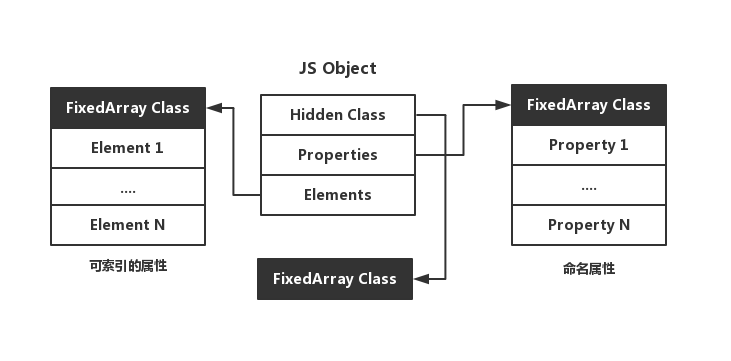 JS Object
FixedArray Class
Element 1
....
Element N
可索引的属性
Hidden Class
Properties
Elements
FixedArray Class
FixedArray Class
Property 1
....
Property N
命名属性